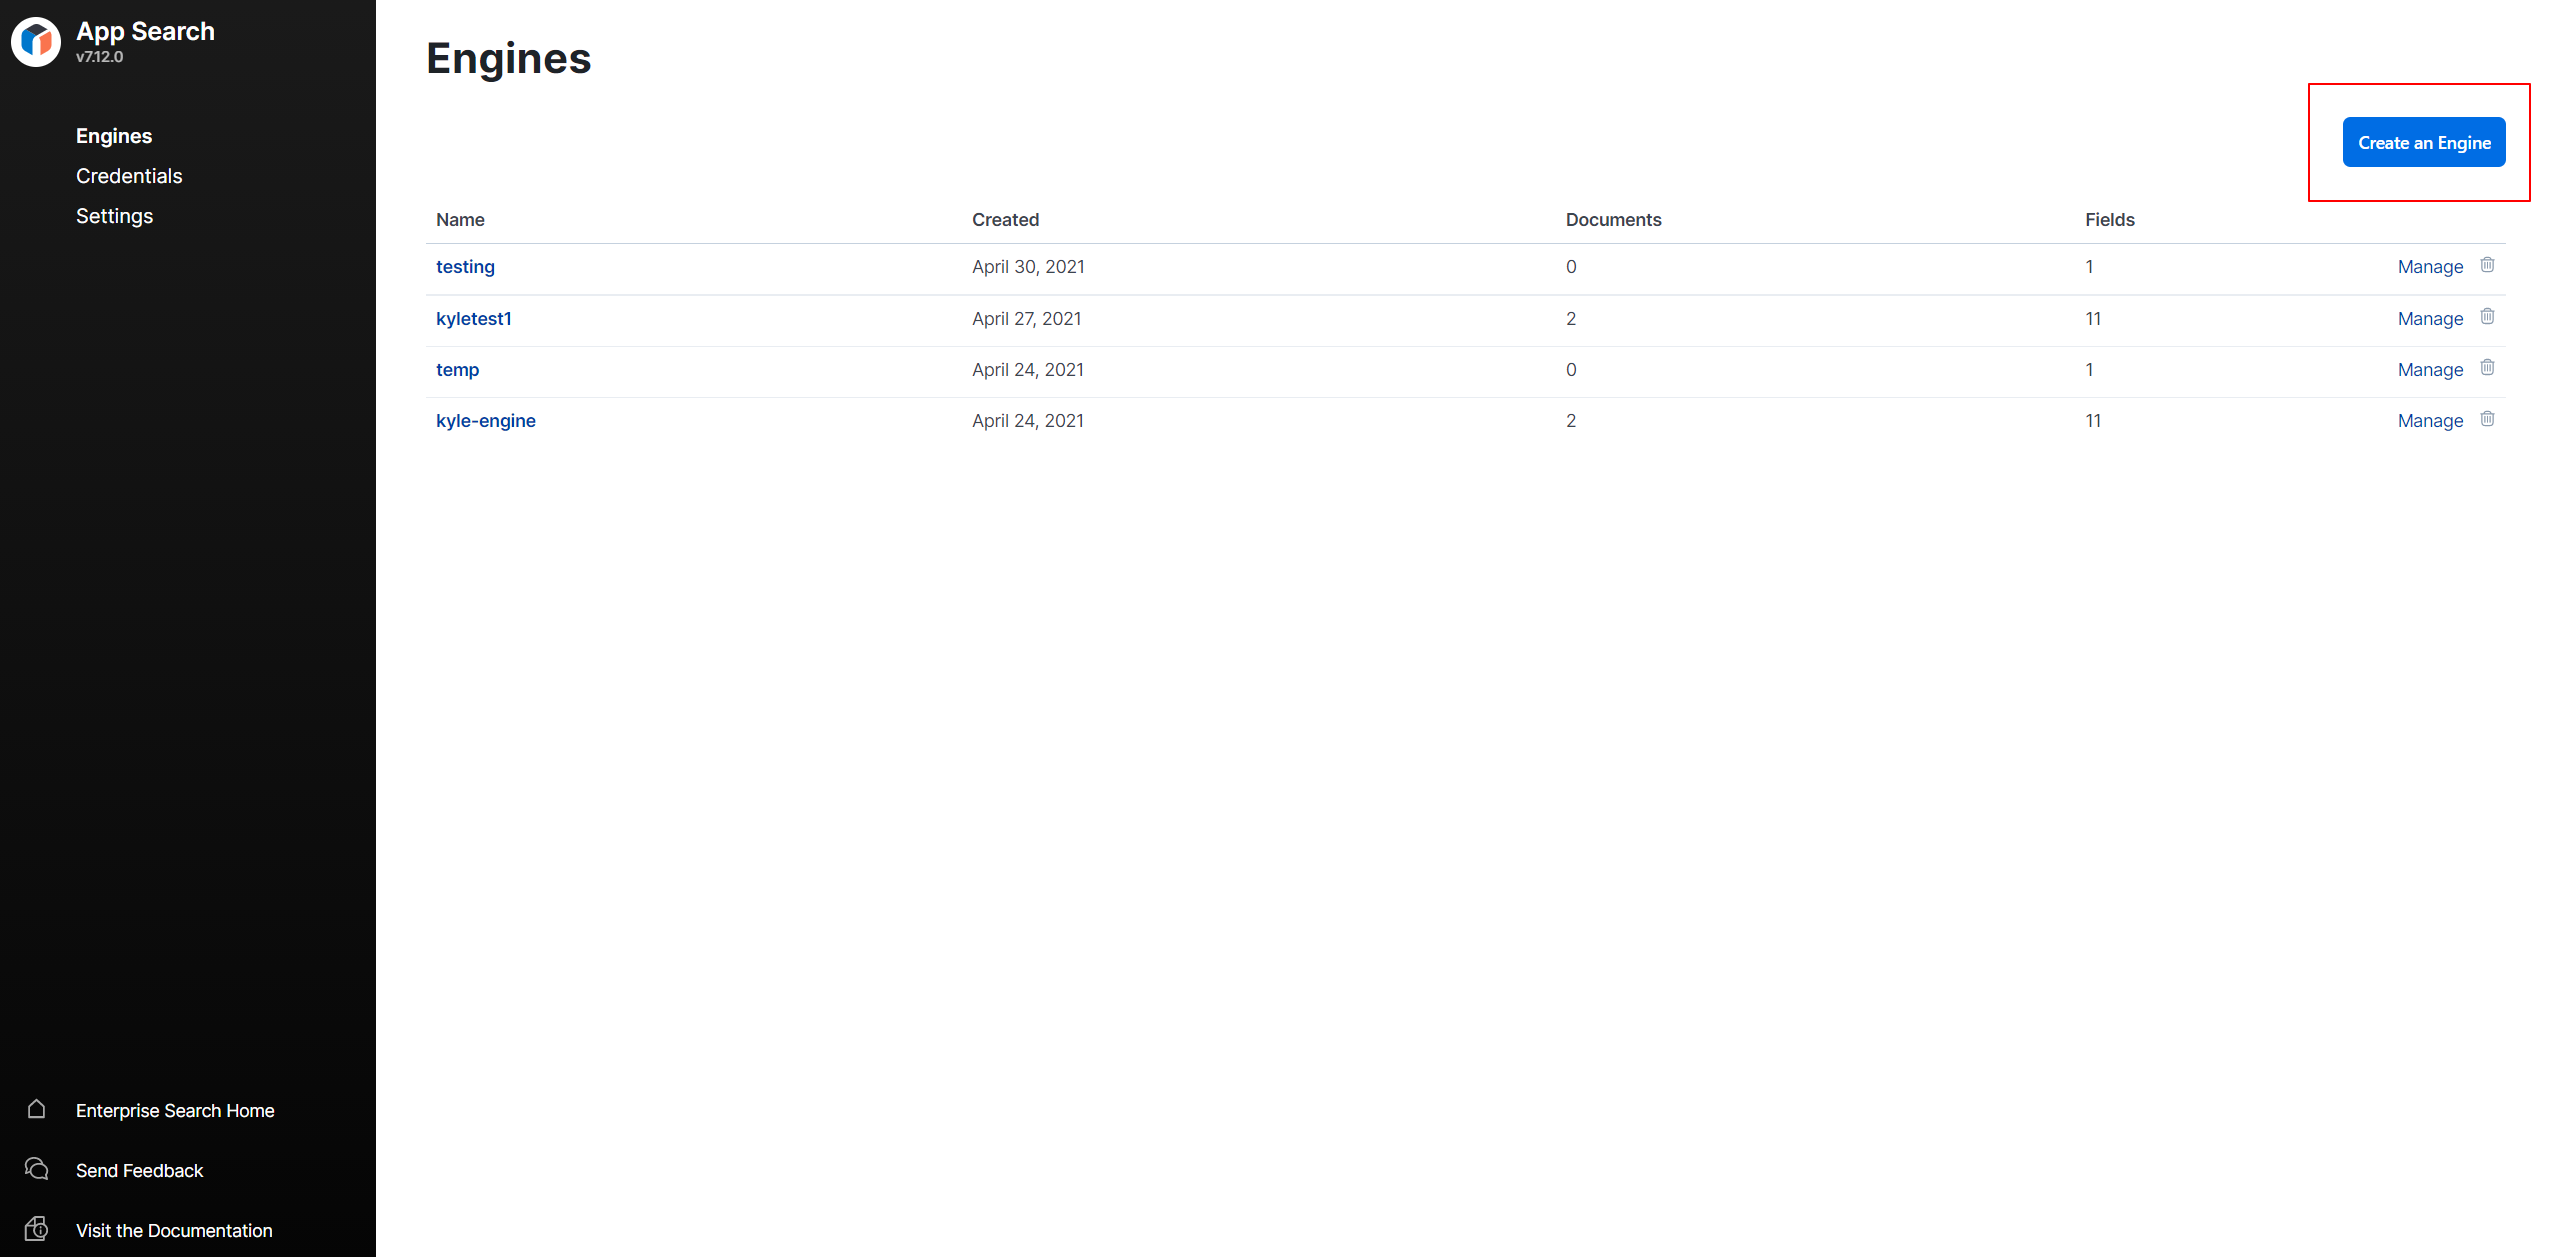 App Search
v7.12.0
Engines
Credentials
Settings
Enterprise Search Home
Send Feedback
Visit the Documentation
Engines
Create an Engine
Name Created Documents Fields
testing April 30, 2021 0 1 Manage
kyletest1 April 27, 2021 2 11 Manage
temp April 24, 2021 0 1 Manage
kyle-engine April 24, 2021 2 11 Manage